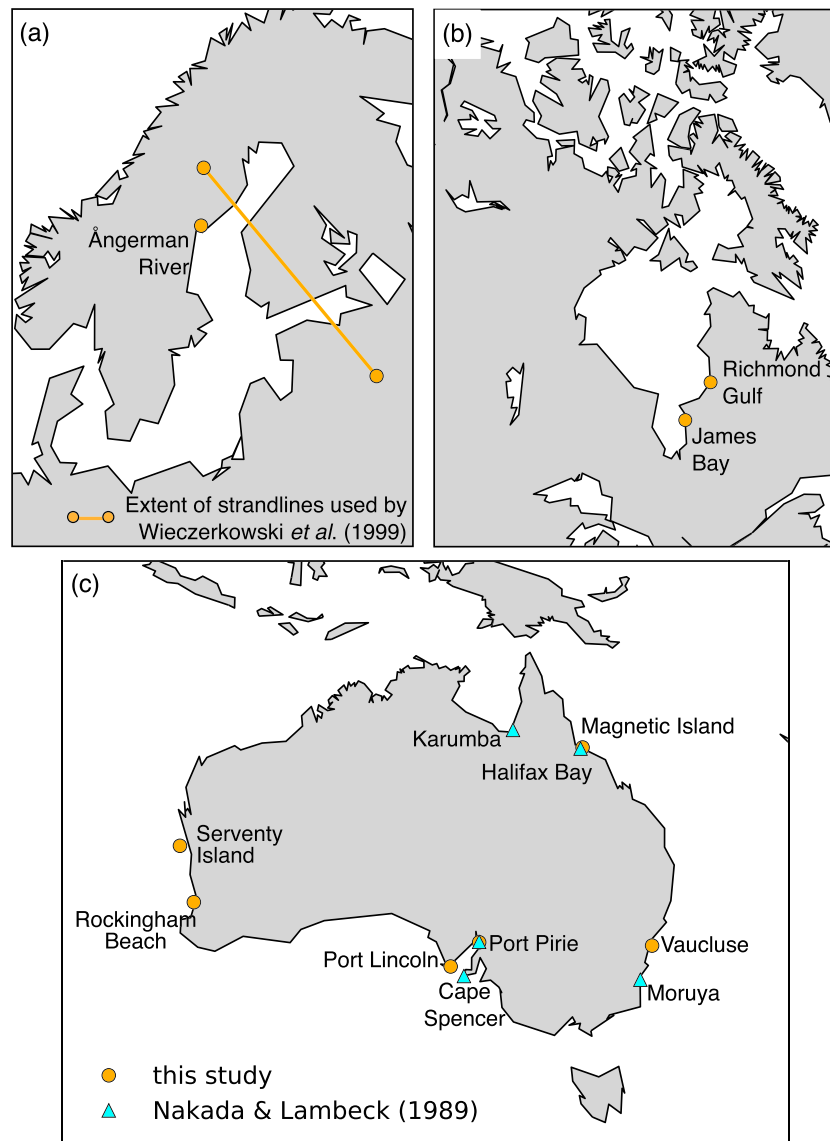 (a)
Ångerman
River
Extent of strandlines used by
Wieczerkowski et al. (1999)
(b)
Richmond
Gulf
James
Bay
(c)
Karumba
Magnetic Island
Halifax Bay
Serventy
Island
Rockingham
Beach
Port Lincoln
Port Pirie
Cape
Spencer
Vaucluse
Moruya
this study
Nakada & Lambeck (1989)